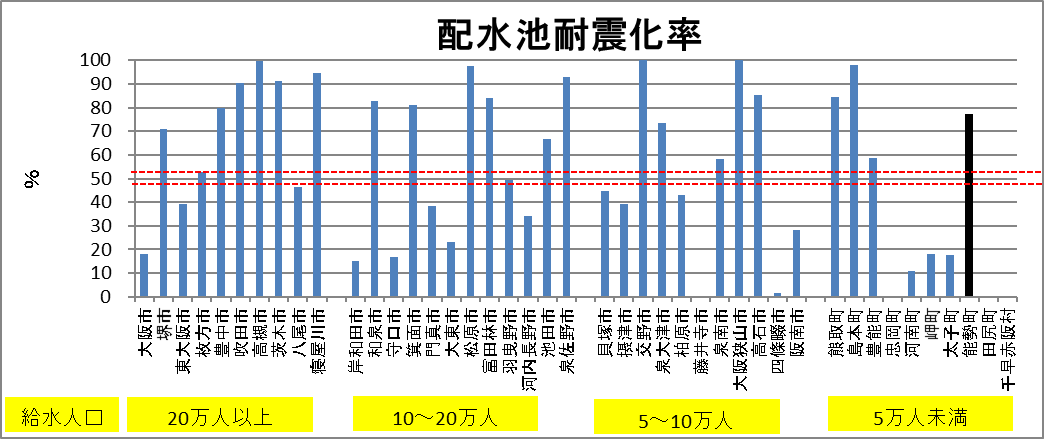 配水池耐震化率
%
100
90
80
70
60
50
40
30
20
10
0
大阪市
堺市
東大阪市
枚方市
豊中市
吹田市
高槻市
茨木市
八尾市
寝屋川市
岸和田市
和泉市
守口市
箕面市
門真市
大東市
松原市
富田林市
羽曳野市
河内長野市
池田市
泉佐野市
貝塚市
摂津市
交野市
泉大津市
柏原市
藤井寺市
泉南市
大阪狭山市
高石市
四條畷市
阪南市
熊取町
島本町
豊能町
忠岡町
河南町
岬町
太子町
能勢町
田尻町
千早赤阪村
給水人口
20万人以上
10～20万人
5～10万人
5万人未満